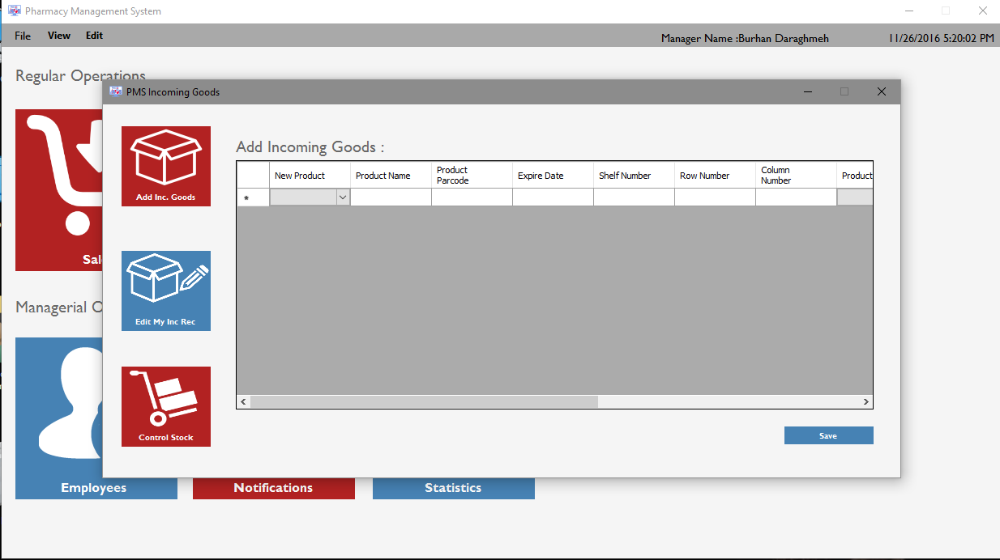 Pharmacy Management System
File View Edit Manager Name :Burhan Daraghmeh 11/26/2016 5:20:02 PM
Regular Operations
PMS Incoming Goods
Add Inc. Goods
Add Incoming Goods :
New Product Product Name Product Parcode Expire Date Shelf Number Row Number Column Number Product
*
Edit My Inc Rec
Control Stock
Save
Sal
Managerial O
Employees Notifications Statistics